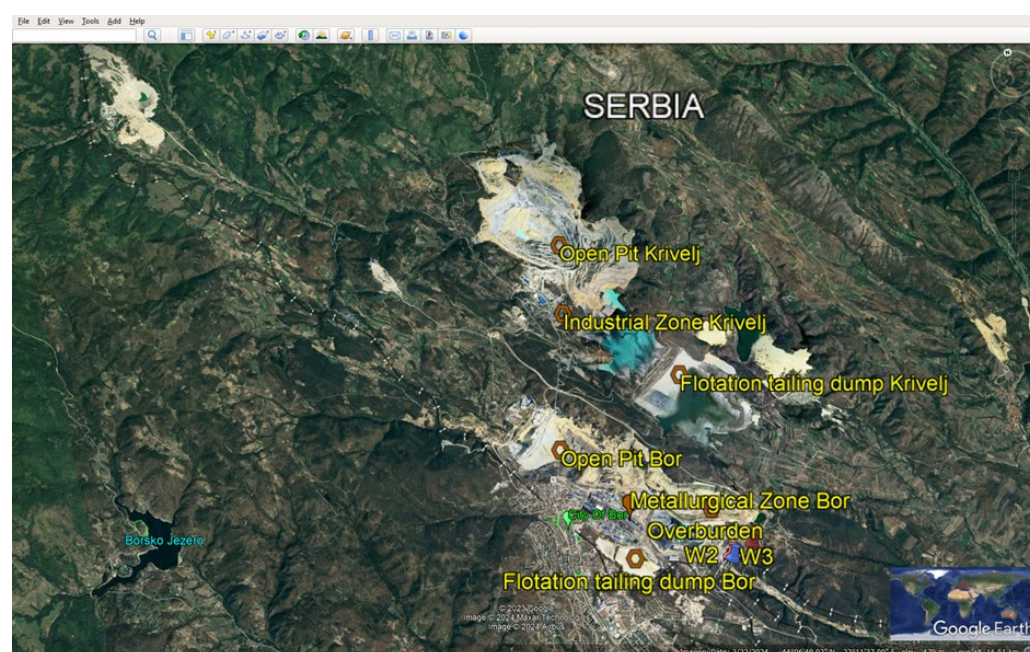 File Edit View Tools Add Help
SERBIA
Open Pit Krivelj
Industrial Zone Krivelj
Flotation tailing dump Krivelj
Open Pit Bor
Metallurgical Zone Bor
City Of Bor
Overburden
Borsko Jezero
W2 W3
Flotation tailing dump Bor
© 2023 Google
Image © 2024 Maxar Technologies
Image © 2024 Airbus
Google Earth